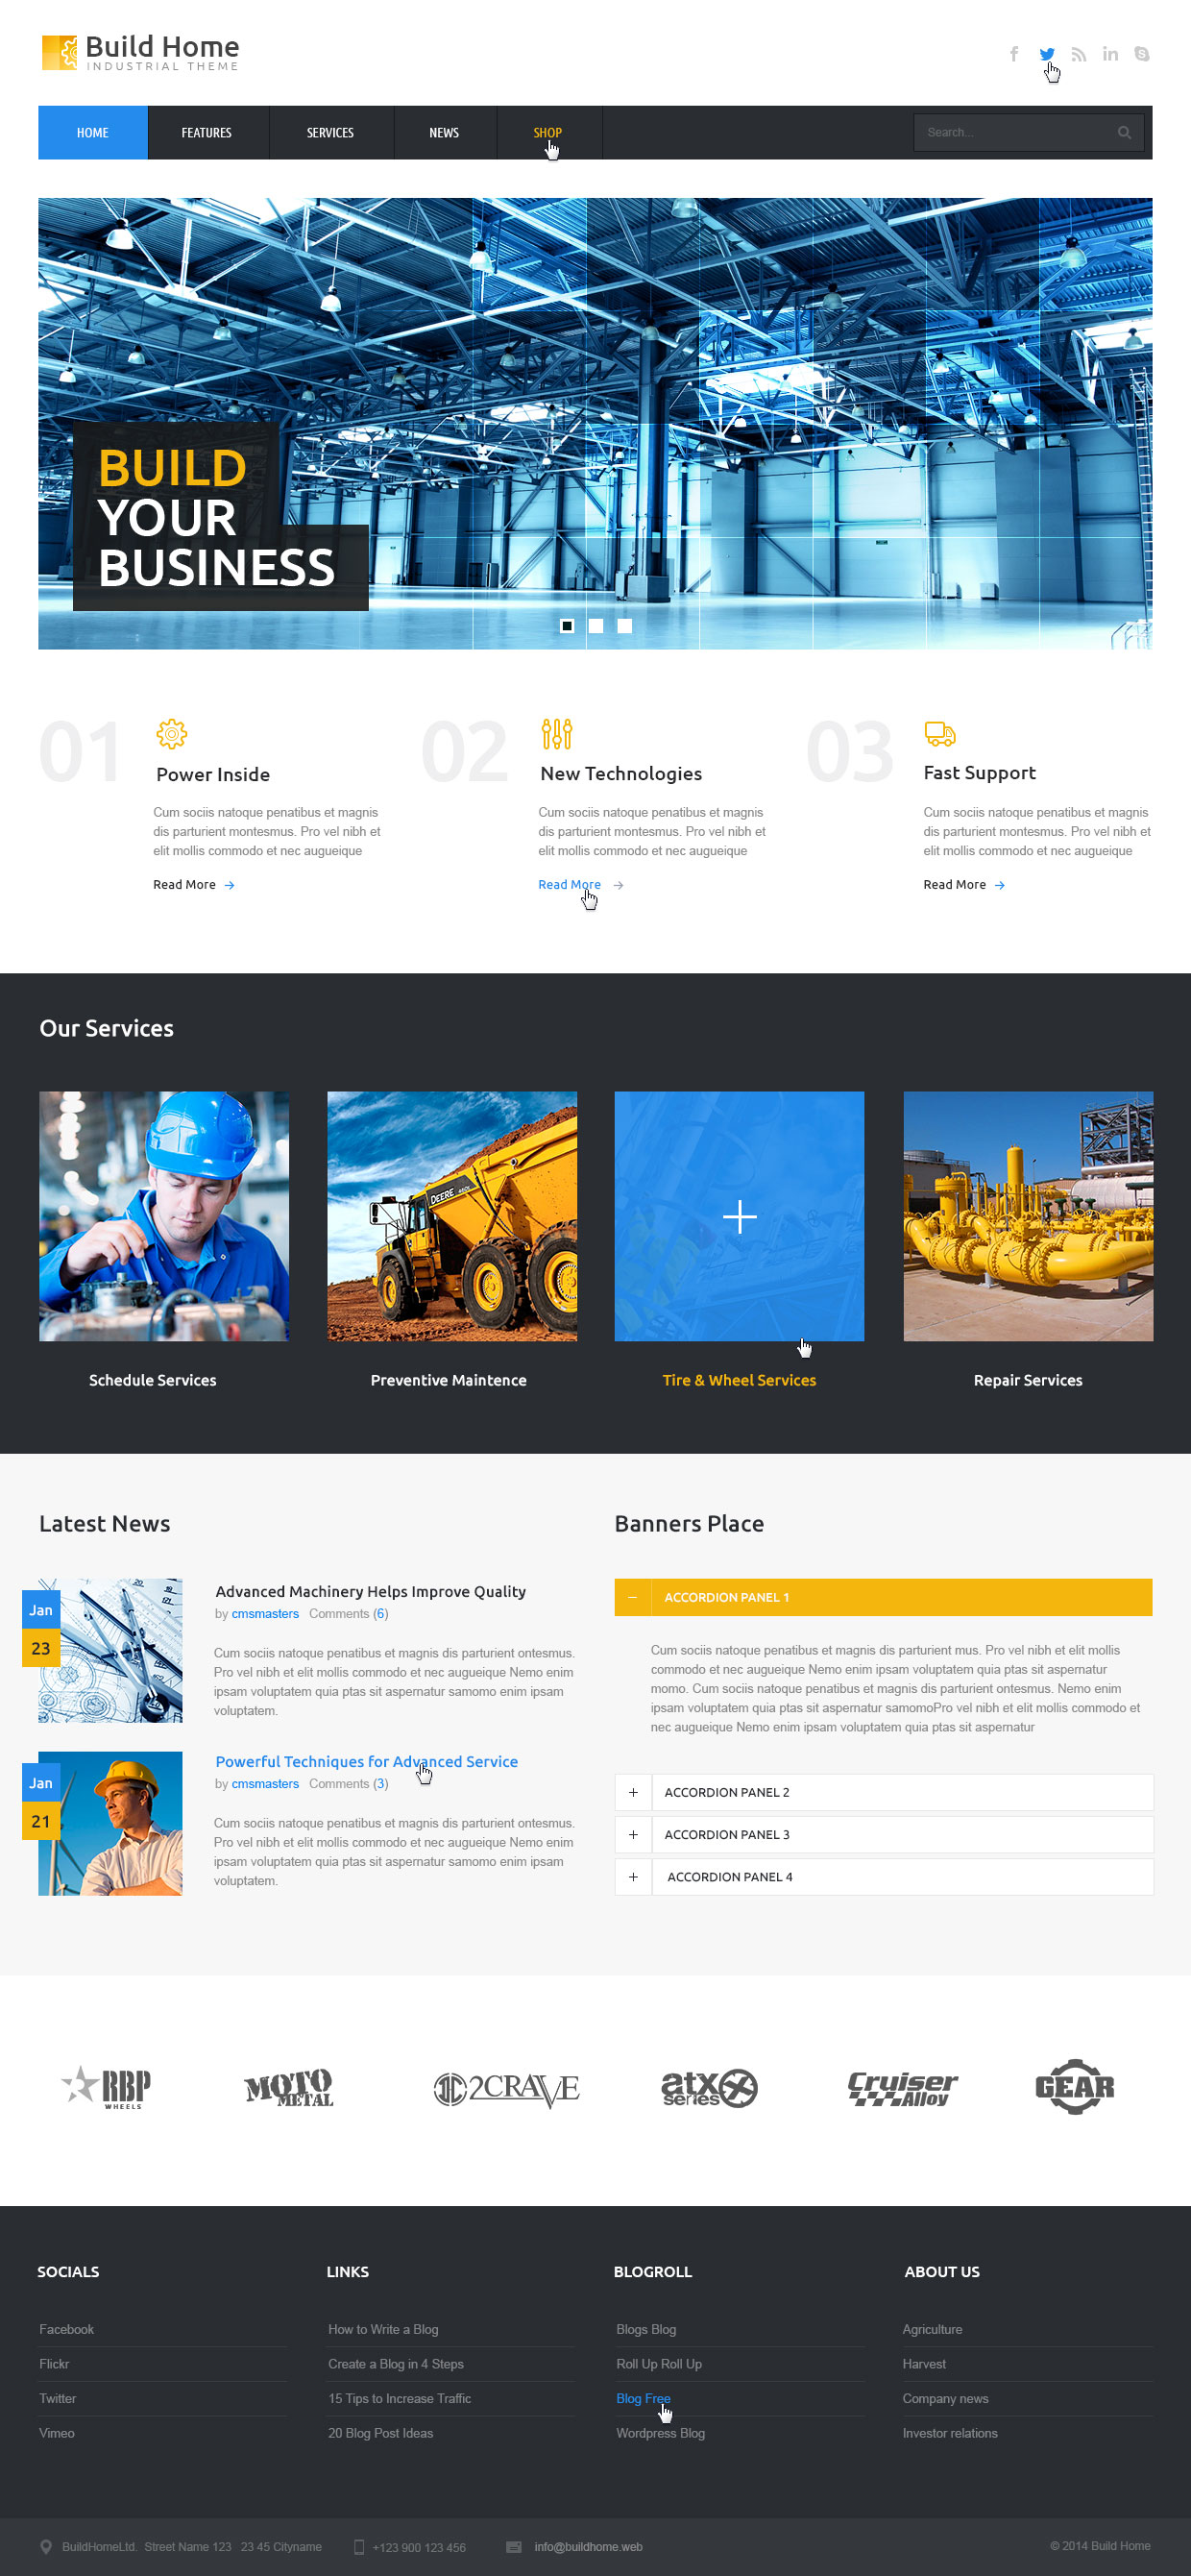 Build Home
INDUSTRIAL THEME
HOME
FEATURES
SERVICES
NEWS
SHOP
Search...
BUILD
YOUR
BUSINESS
01
Power Inside
Cum sociis natoque penatibus et magnis
dis parturient montesmus. Pro vel nibh et
elit mollis commodo et nec augueique
Read More
02
New Technologies
Cum sociis natoque penatibus et magnis
dis parturient montesmus. Pro vel nibh et
elit mollis commodo et nec augueique
Read More
03
Fast Support
Cum sociis natoque penatibus et magnis
dis parturient montesmus. Pro vel nibh et
elit mollis commodo et nec augueique
Read More
Our Services
DEERE
Schedule Services
Preventive Maintence
Tire & Wheel Services
Repair Services
Latest News
Jan
23
Advanced Machinery Helps Improve Quality
by cmsmasters Comments (6)
Cum sociis natoque penatibus et magnis dis parturient ontesmus.
Pro vel nibh et elit mollis commodo et nec augueique Nemo enim
ipsam voluptatem quia ptas sit aspernatur samomo enim ipsam
voluptatem.
Jan
21
Powerful Techniques for Advanced Service
by cmsmasters Comments (3)
Cum sociis natoque penatibus et magnis dis parturient ontesmus.
Pro vel nibh et elit mollis commodo et nec augueique Nemo enim
ipsam voluptatem quia ptas sit aspernatur samomo enim ipsam
voluptatem.
Banners Place
ACCORDION PANEL 1
Cum sociis natoque penatibus et magnis dis parturient mus. Pro vel nibh et elit mollis
commodo et nec augueique Nemo enim ipsam voluptatem quia ptas sit aspernatur
momo. Cum sociis natoque penatibus et magnis dis parturient ontesmus. Nemo enim
ipsam voluptatem quia ptas sit aspernatur samomoPro vel nibh et elit mollis commodo et
nec augueique Nemo enim ipsam voluptatem quia ptas sit aspernatur
ACCORDION PANEL 2
ACCORDION PANEL 3
ACCORDION PANEL 4
RBP
WHEELS
MOTO
METAL
2CRAVE
atx
series
Cruiser
Alloy
GEAR
SOCIALS
Facebook
Flickr
Twitter
Vimeo
LINKS
How to Write a Blog
Create a Blog in 4 Steps
15 Tips to Increase Traffic
20 Blog Post Ideas
BLOGROLL
Blogs Blog
Roll Up Roll Up
Blog Free
Wordpress Blog
ABOUT US
Agriculture
Harvest
Company news
Investor relations
BuildHomeLtd. Street Name 123 23 45 Cityname
+123 900 123 456
info@buildhome.web
© 2014 Build Home